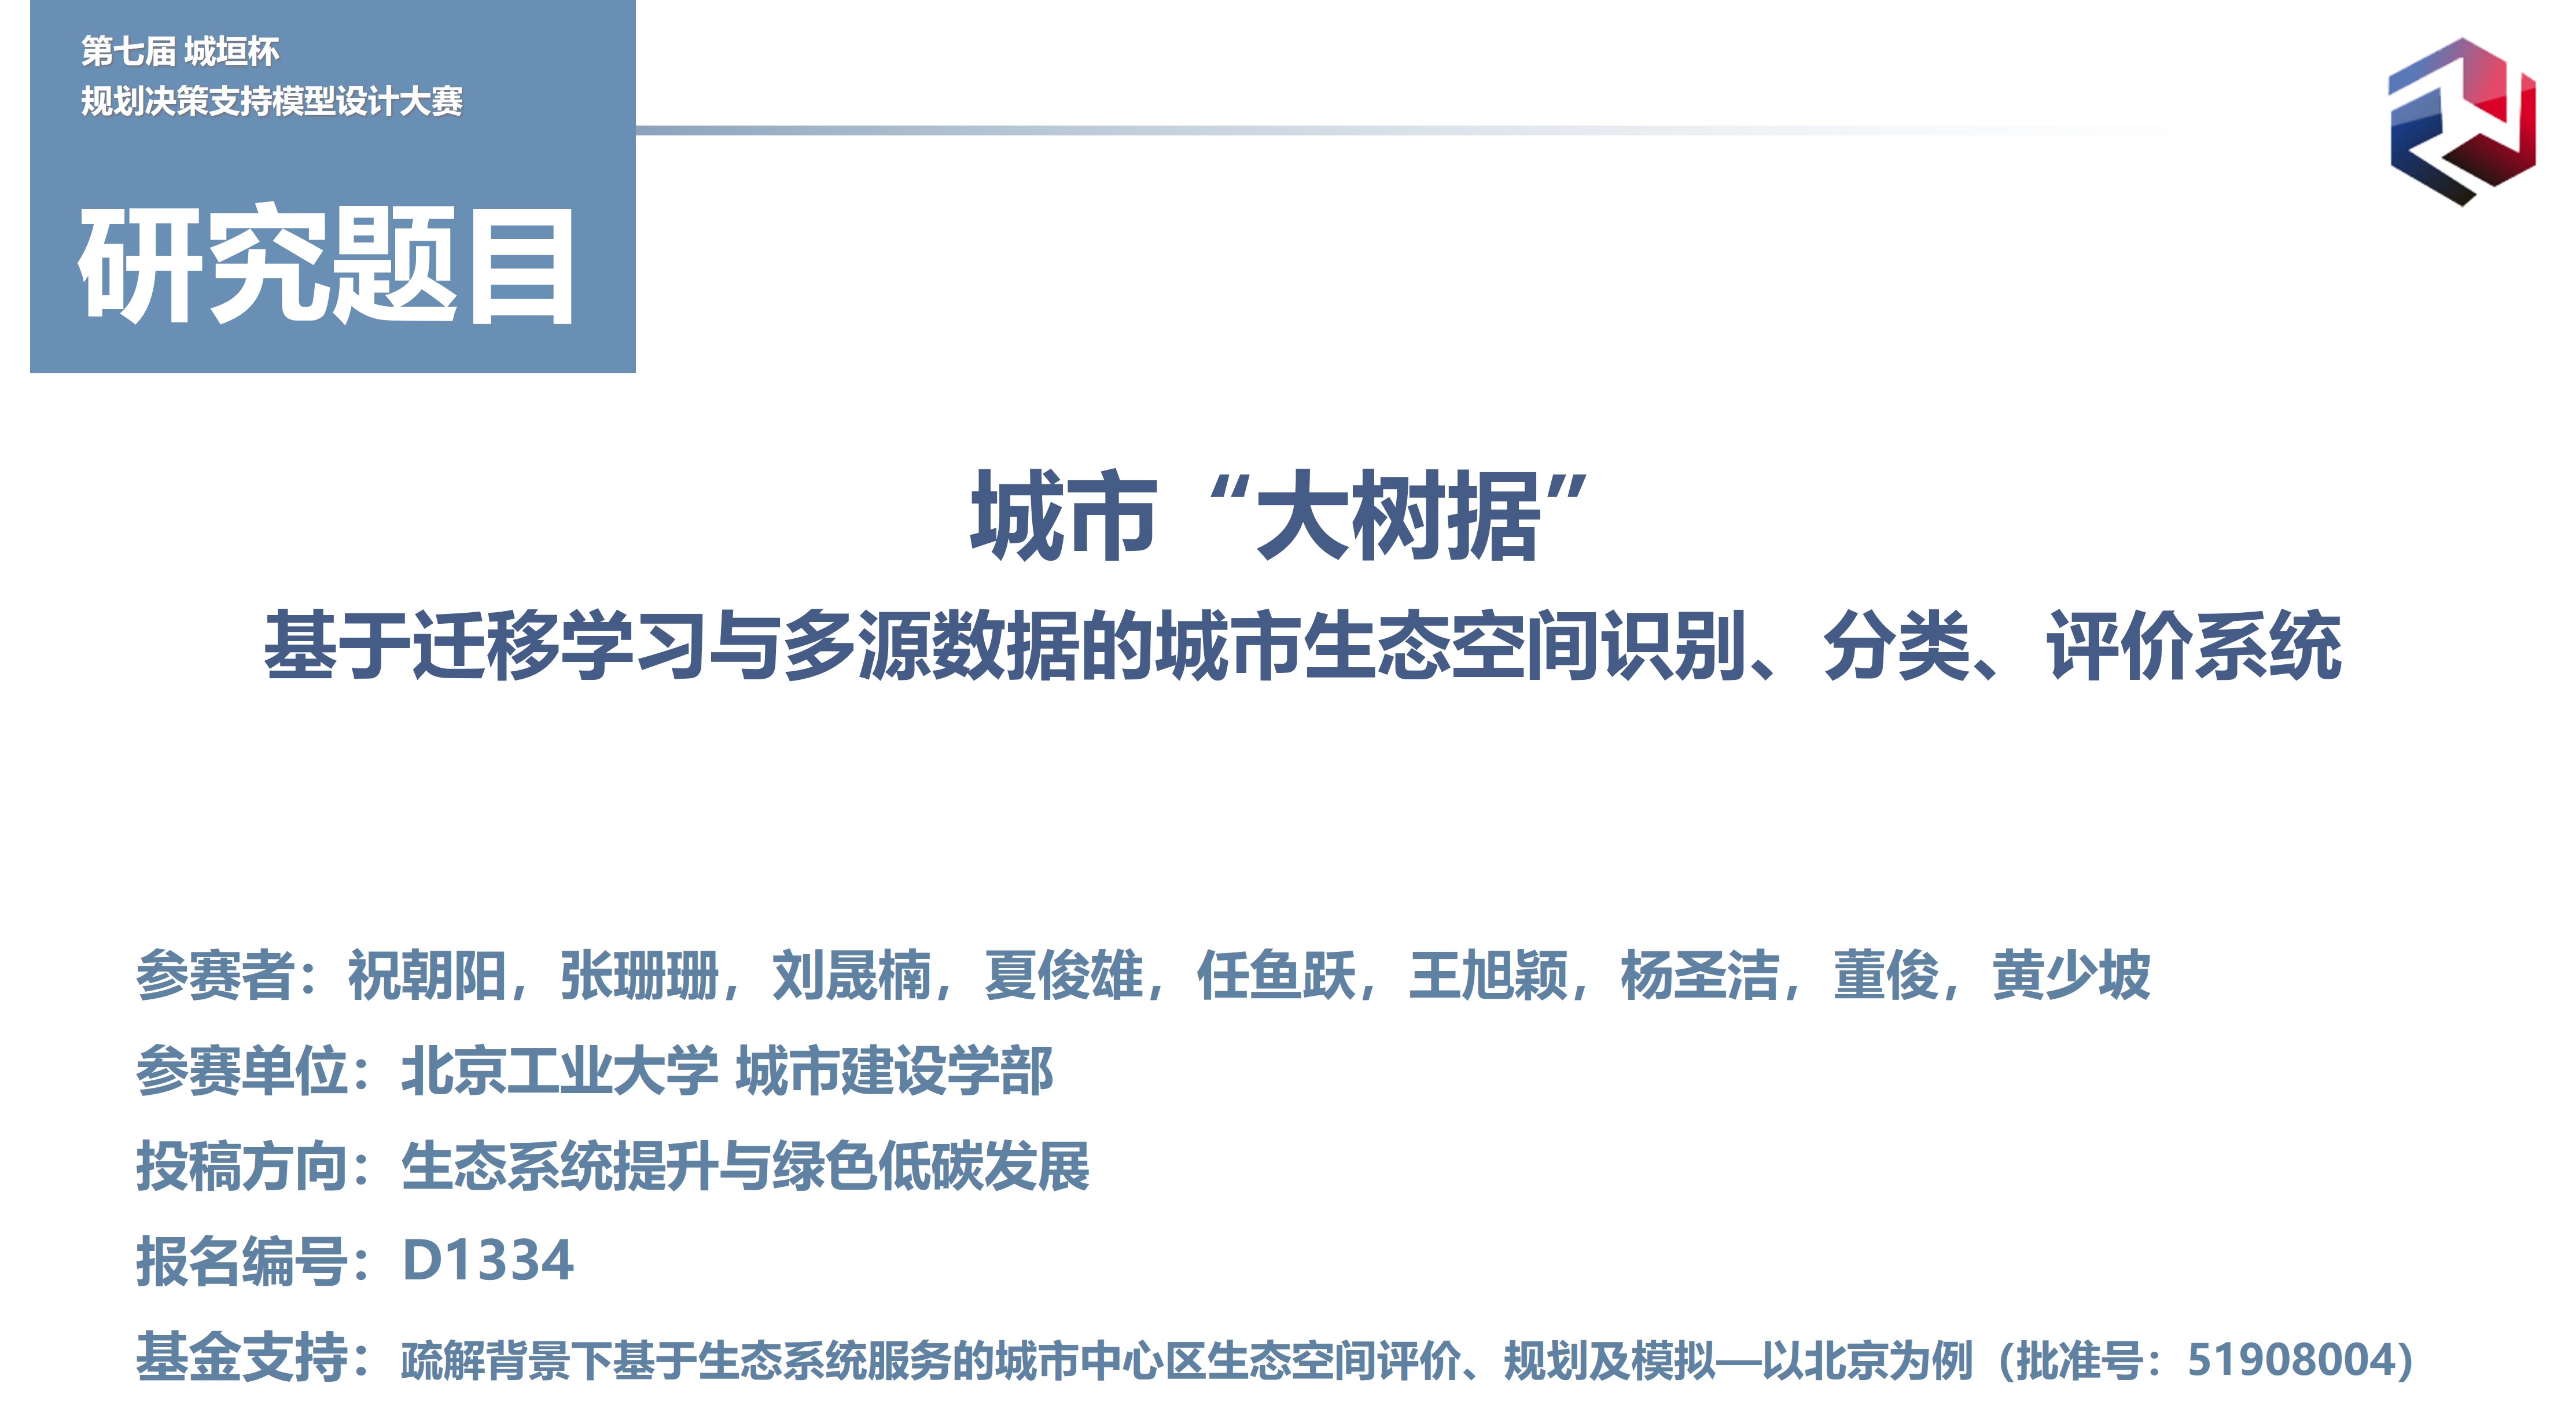 第七届 城垣杯
规划决策支持模型设计大赛
研究题目
城市 “大树据”
基于迁移学习与多源数据的城市生态空间识别、分类、评价系统
参赛者：祝朝阳，张珊珊，刘晟楠，夏俊雄，任鱼跃，王旭颖，杨圣洁，董俊，黄少坡
参赛单位：北京工业大学 城市建设学部
投稿方向：生态系统提升与绿色低碳发展
报名编号：D1334
基金支持：疏解背景下基于生态系统服务的城市中心区生态空间评价、规划及模拟—以北京为例（批准号：51908004）